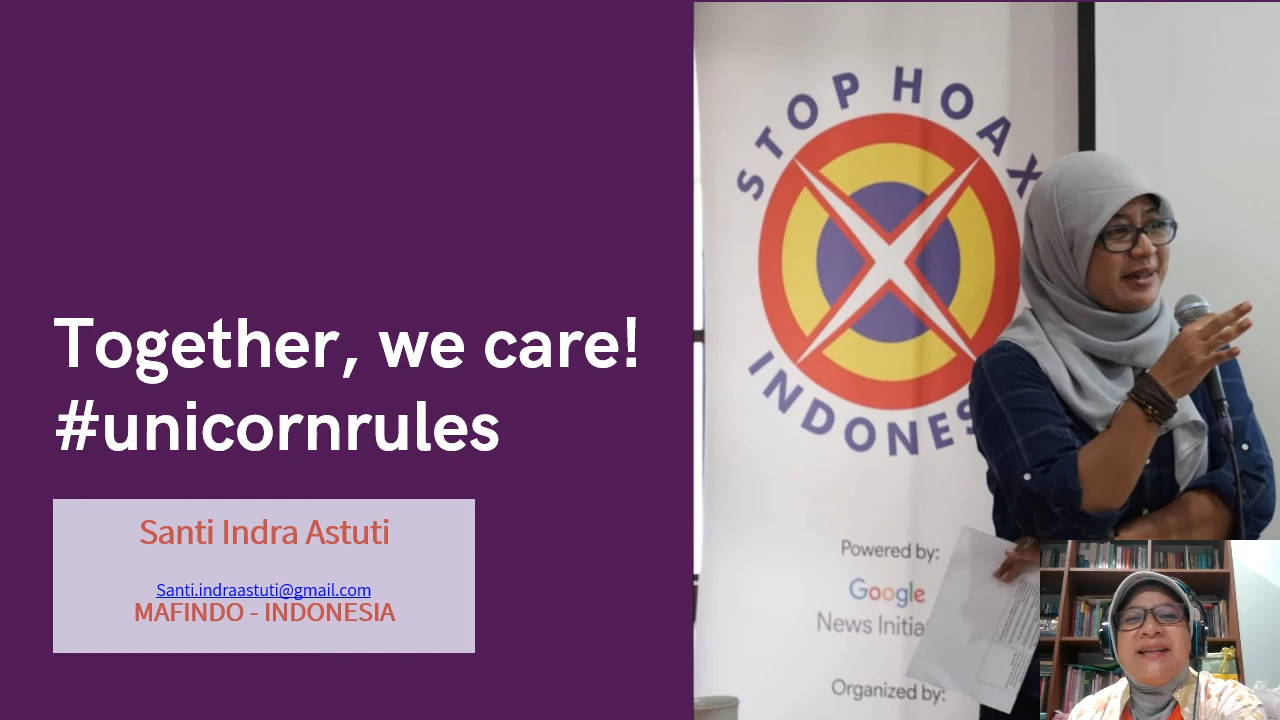 Together, we care!
#unicornrules
Santi Indra Astuti
Santi.indraastuti@gmail.com
MAFINDO - INDONESIA
STOP HOAX
INDONES
Powered by:
Google
News Initia
Organized by: